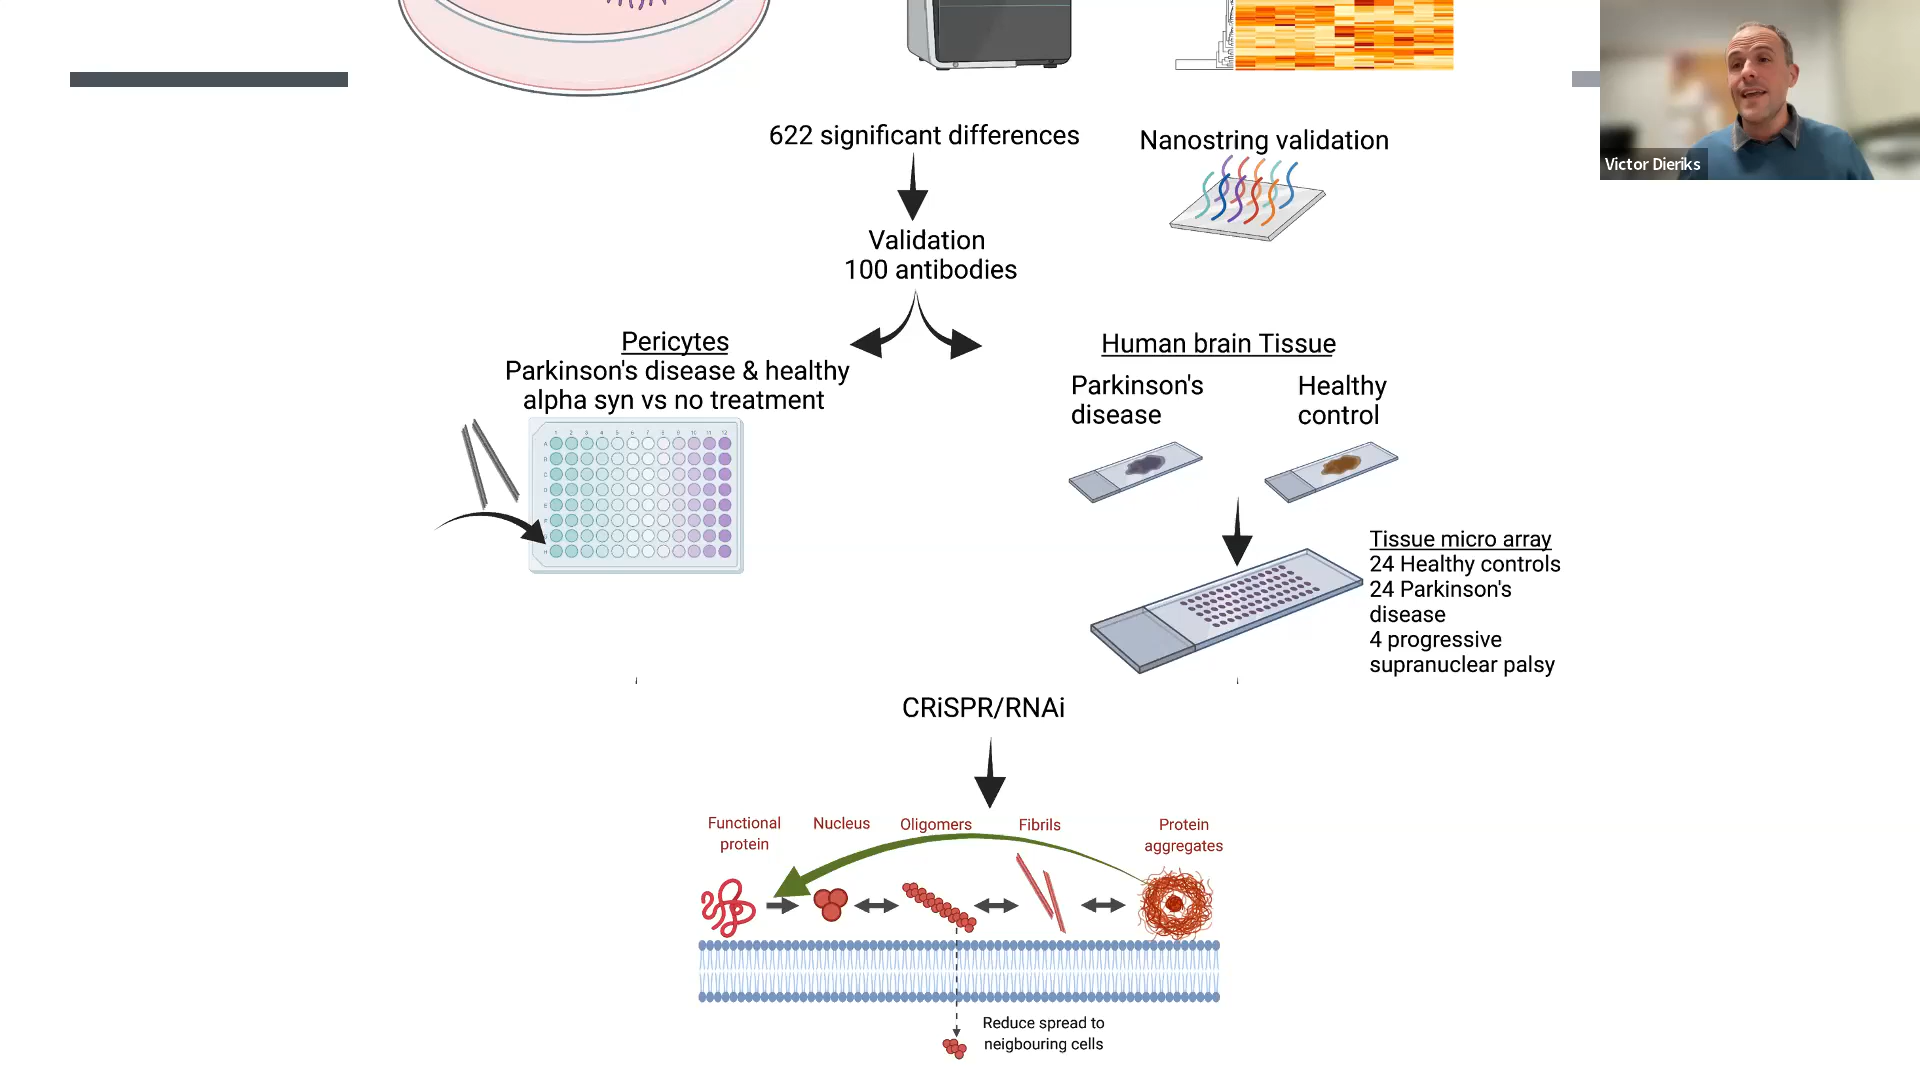 622 significant differences
Nanostring validation
Validation
100 antibodies
Pericytes
Parkinson's disease & healthy
alpha syn vs no treatment
Human brain Tissue
Parkinson's
disease
Healthy
control
Tissue micro array
24 Healthy controls
24 Parkinson's
disease
4 progressive
supranuclear palsy
CRiSPR/RNAi
Functional
protein
Nucleus
Oligomers
Fibrils
Protein
aggregates
Reduce spread to
neigbouring cells
Victor Dieriks